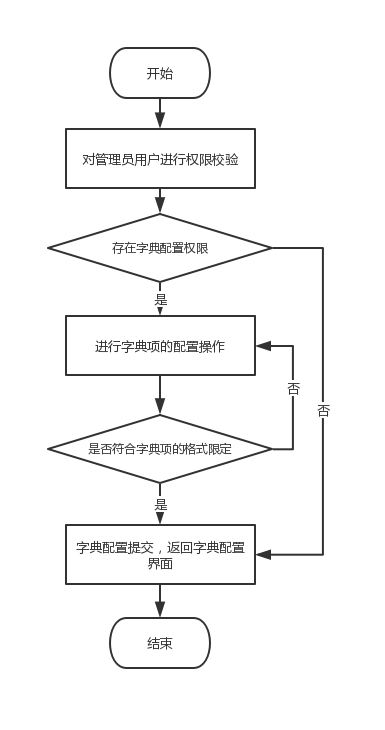 开始
对管理员用户进行权限校验
存在字典配置权限
是
进行字典项的配置操作
否
否
是否符合字典项的格式限定
是
字典配置提交，返回字典配置
界面
结束